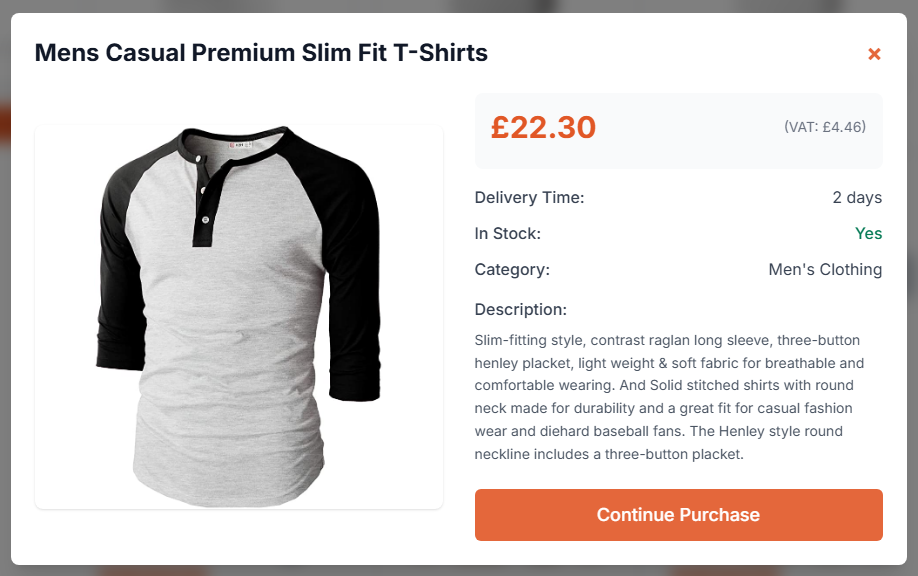 Mens Casual Premium Slim Fit T-Shirts
×
£22.30
(VAT: £4.46)
Delivery Time: 2 days
In Stock: Yes
Category: Men's Clothing
Description:
Slim-fitting style, contrast raglan long sleeve, three-button
henley placket, light weight & soft fabric for breathable and
comfortable wearing. And Solid stitched shirts with round
neck made for durability and a great fit for casual fashion
wear and diehard baseball fans. The Henley style round
neckline includes a three-button placket.
Continue Purchase